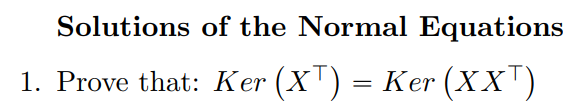 Solutions of the Normal Equations
1. Prove that: Ker (X⊤) = Ker (XX⊤)